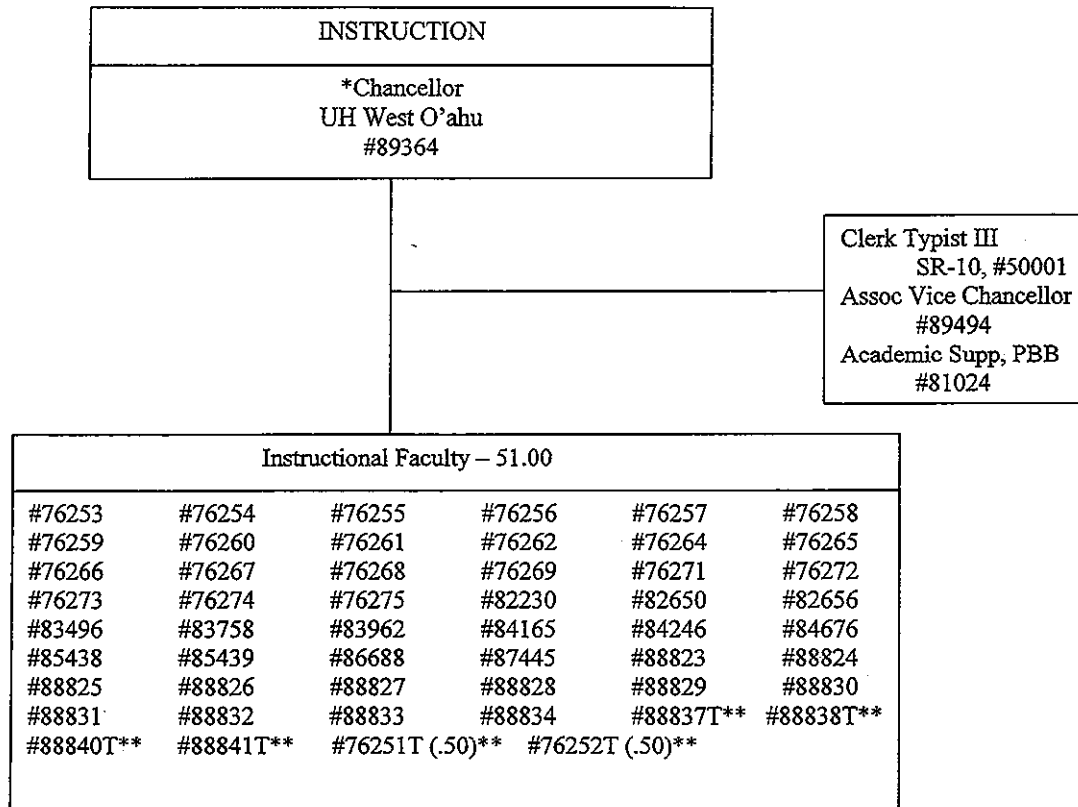 INSTRUCTION
*Chancellor
UH West O'ahu
#89364
Clerk Typist III
SR-10, #50001
Assoc Vice Chancellor
#89494
Academic Supp, PBB
#81024
Instructional Faculty – 51.00
#76253 #76254 #76255 #76256 #76257 #76258
#76259 #76260 #76261 #76262 #76264 #76265
#76266 #76267 #76268 #76269 #76271 #76272
#76273 #76274 #76275 #82230 #82650 #82656
#83496 #83758 #83962 #84165 #84246 #84676
#85438 #85439 #86688 #87445 #88823 #88824
#88825 #88826 #88827 #88828 #88829 #88830
#88831 #88832 #88833 #88834 #88837T** #88838T**
#88840T** #88841T** #76251T (.50)** #76252T (.50)**